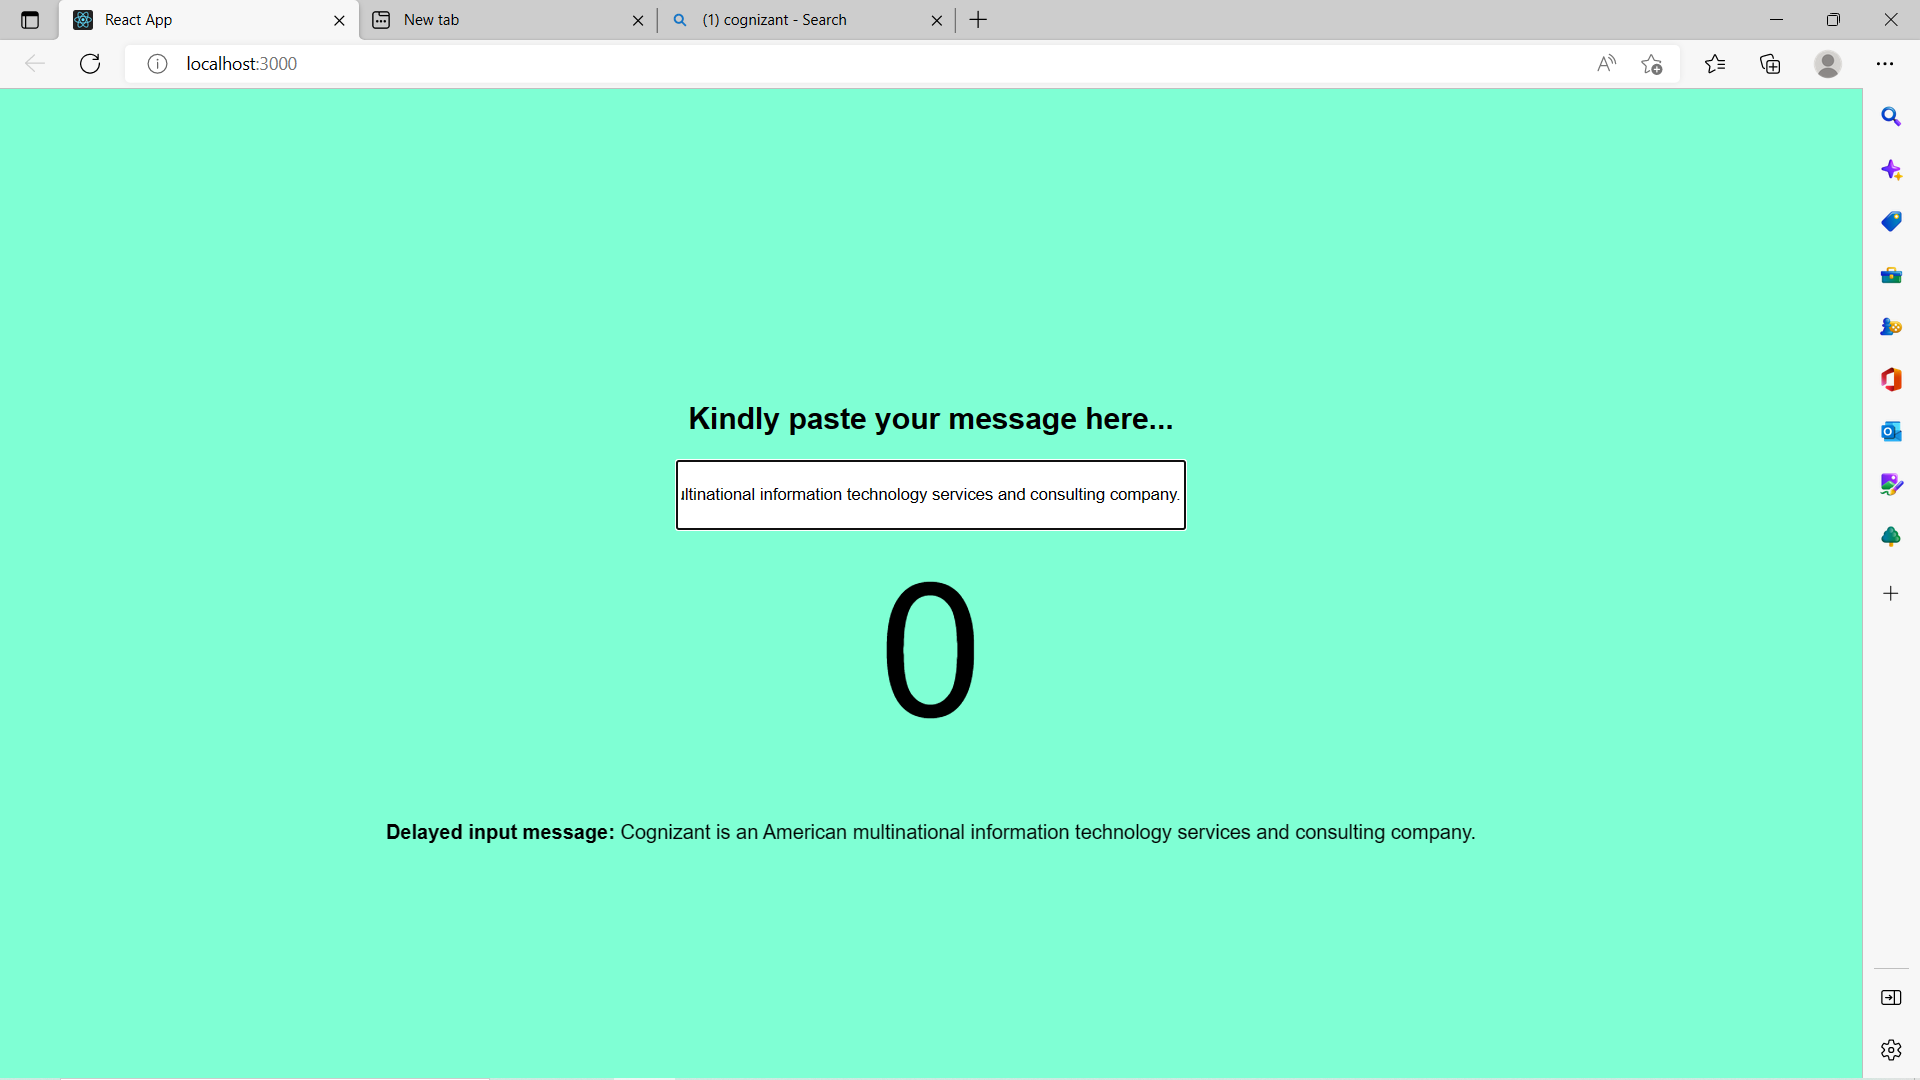 React App
New tab
(1) cognizant - Search
localhost:3000
Kindly paste your message here...
ultinational information technology services and consulting company.
0
Delayed input message: Cognizant is an American multinational information technology services and consulting company.